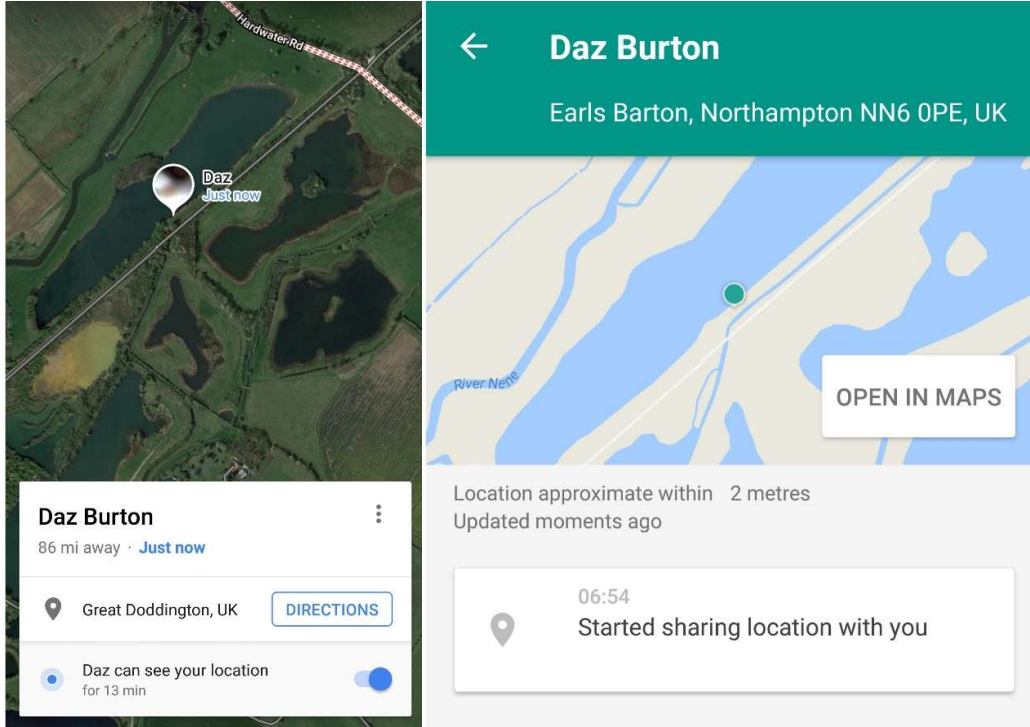 Hardwater Rd
Daz
Just now
Daz Burton
86 mi away · Just now
Great Doddington, UK
DIRECTIONS
Daz can see your location
for 13 min
Daz Burton
Earls Barton, Northampton NN6 0PE, UK
River Nene
OPEN IN MAPS
Location approximate within 2 metres
Updated moments ago
06:54
Started sharing location with you